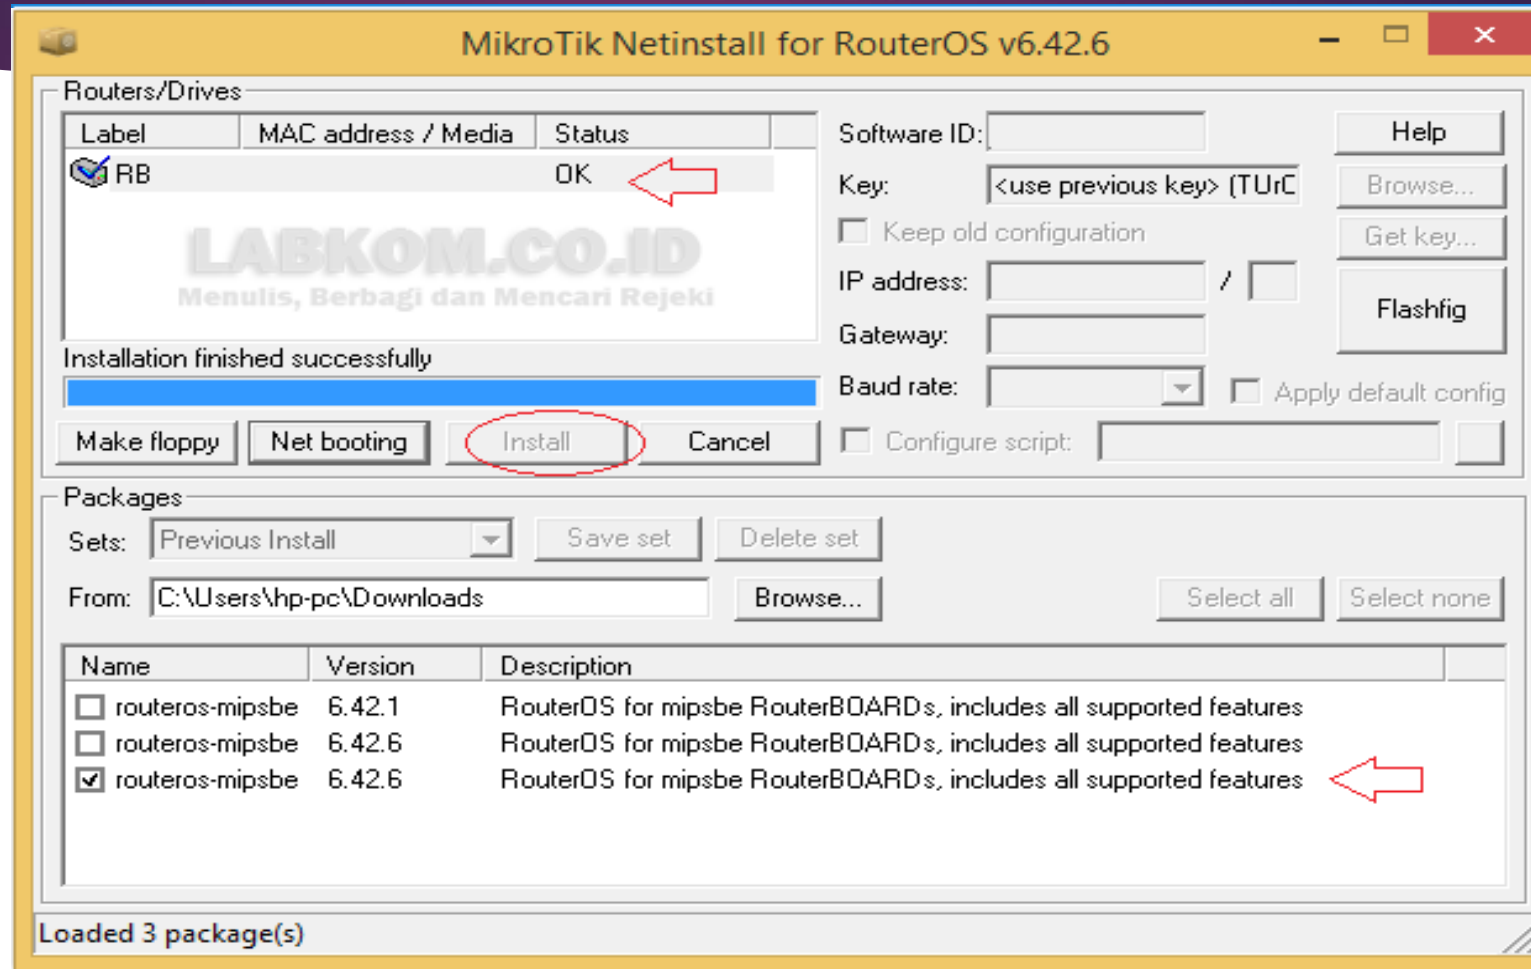 MikroTik Netinstall for RouterOS v6.42.6
Routers/Drives
Label MAC address / Media Status
RB OK
LABKOM.CO.ID
Menulis, Berbagi dan Mencari Rejeki
Installation finished successfully
Make floppy Net booting Install Cancel
Software ID: Help
Key: <use previous key> (TUrC Browse...
Keep old configuration Get key...
IP address: / Flashfig
Gateway:
Baud rate: Apply default config
Configure script:
Packages
Sets: Previous Install Save set Delete set
From: C:\Users\hp-pc\Downloads Browse... Select all Select none
Name Version Description
routeros-mipsbe 6.42.1 RouterOS for mipsbe RouterBOARDs, includes all supported features
routeros-mipsbe 6.42.6 RouterOS for mipsbe RouterBOARDs, includes all supported features
routeros-mipsbe 6.42.6 RouterOS for mipsbe RouterBOARDs, includes all supported features
Loaded 3 package(s)